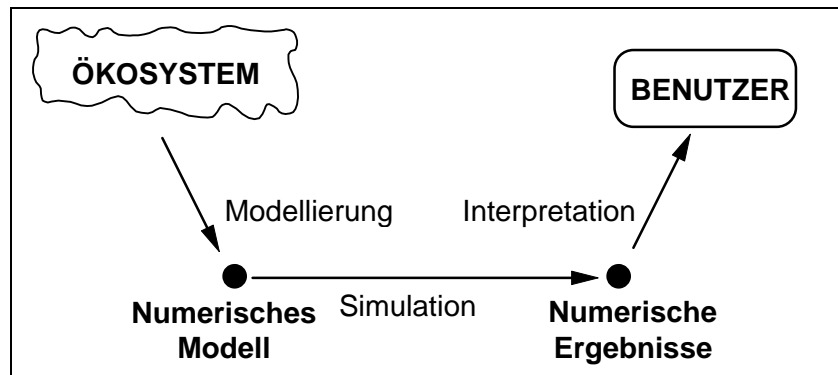 ÖKOSYSTEM
BENUTZER
Modellierung
Interpretation
Simulation
Numerisches
Modell
Numerische
Ergebnisse